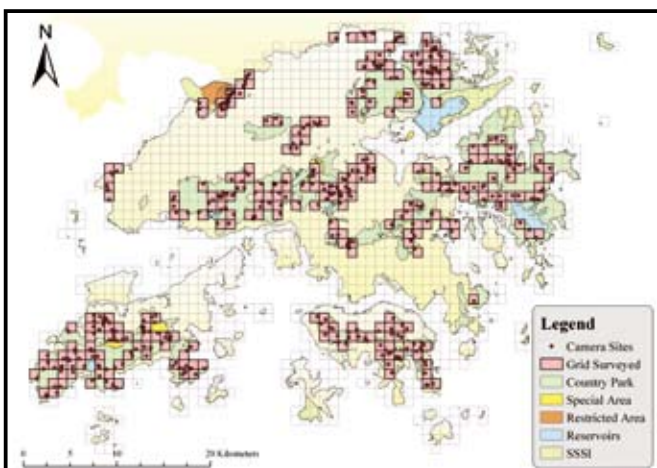 N
Legend
Camera Sites
Grid Surveyed
Country Park
Special Area
Restricted Area
Reservoirs
SSSI
0 5 10 20 Kilometers